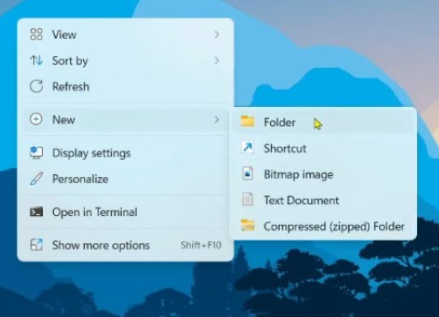 View
Sort by
Refresh
New
Display settings
Personalize
Open in Terminal
Show more options Shift+F10
Folder
Shortcut
Bitmap image
Text Document
Compressed (zipped) Folder